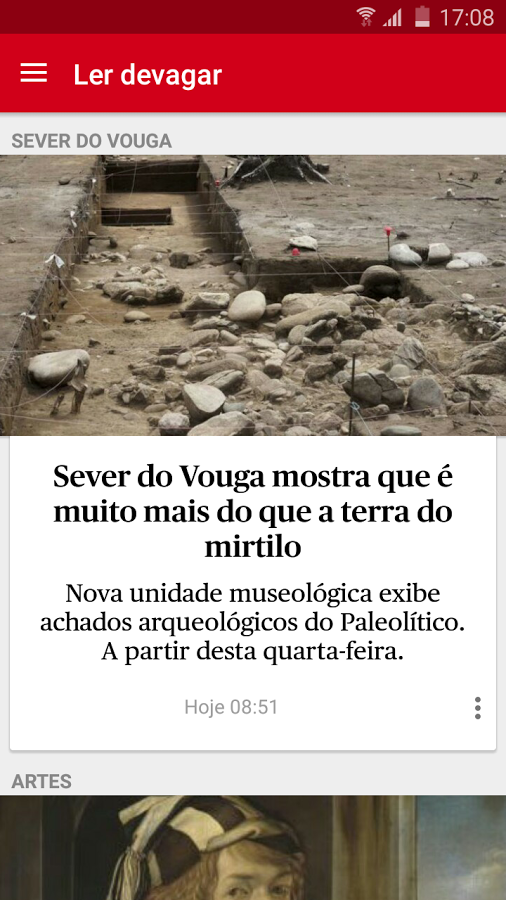 17:08
Ler devagar
SEVER DO VOUGA
Sever do Vouga mostra que é
muito mais do que a terra do
mirtilo
Nova unidade museológica exibe
achados arqueológicos do Paleolítico.
A partir desta quarta-feira.
Hoje 08:51
ARTES